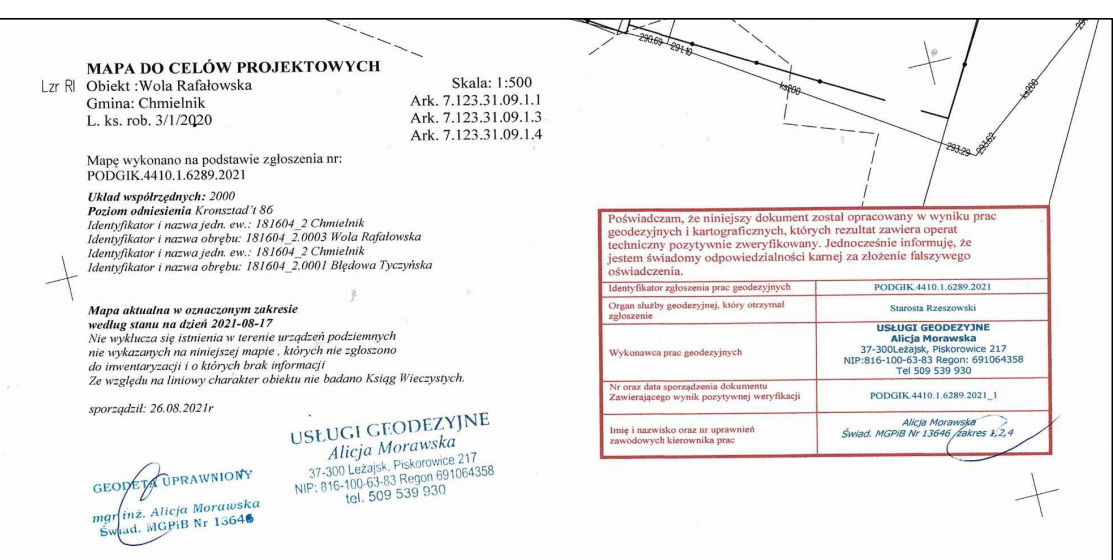 MAPA DO CELÓW PROJEKTOWYCH
Lzr RI
Obiekt :Wola Rafałowska
Gmina: Chmielnik
L. ks. rob. 3/1/2020
Skala: 1:500
Ark. 7.123.31.09.1.1
Ark. 7.123.31.09.1.3
Ark. 7.123.31.09.1.4
Mapę wykonano na podstawie zgłoszenia nr:
PODGIK.4410.1.6289.2021
Układ współrzędnych: 2000
Poziom odniesienia Kronsztad't 86
Identyfikator i nazwa jedn. ew.: 181604_2 Chmielnik
Identyfikator i nazwa obrębu: 181604_2.0003 Wola Rafałowska
Identyfikator i nazwa jedn. ew.: 181604_2 Chmielnik
Identyfikator i nazwa obrębu: 181604_2.0001 Błędowa Tyczyńska
Mapa aktualna w oznaczonym zakresie
według stanu na dzień 2021-08-17
Nie wyklucza się istnienia w terenie urządzeń podziemnych
nie wykazanych na niniejszej mapie , których nie zgłoszono
do inwentaryzacji i o których brak informacji
Ze względu na liniowy charakter obiektu nie badano Ksiąg Wieczystych.
sporządził: 26.08.2021r
GEODETA UPRAWNIONY
mgr inż. Alicja Morawska
Świad. MGPiB Nr 13646
USŁUGI GEODEZYJNE
Alicja Morawska
37-300 Leżajsk, Piskorowice 217
NIP: 816-100-63-83 Regon 691064358
tel. 509 539 930
290.69
291.10
ks200
ks200
293.29
293.62
Poświadczam, że niniejszy dokument został opracowany w wyniku prac
geodezyjnych i kartograficznych, których rezultat zawiera operat
techniczny pozytywnie zweryfikowany. Jednocześnie informuję, że
jestem świadomy odpowiedzialności karnej za złożenie fałszywego
oświadczenia.
Identyfikator zgłoszenia prac geodezyjnych
PODGIK.4410.1.6289.2021
Organ służby geodezyjnej, który otrzymał
zgłoszenie
Starosta Rzeszowski
Wykonawca prac geodezyjnych
USŁUGI GEODEZYJNE
Alicja Morawska
37-300Leżajsk, Piskorowice 217
NIP:816-100-63-83 Regon: 691064358
Tel 509 539 930
Nr oraz data sporządzenia dokumentu
Zawierającego wynik pozytywnej weryfikacji
PODGIK.4410.1.6289.2021_1
Imię i nazwisko oraz nr uprawnień
zawodowych kierownika prac
Alicja Morawska
Świad. MGPiB Nr 13646 zakres 1,2,4